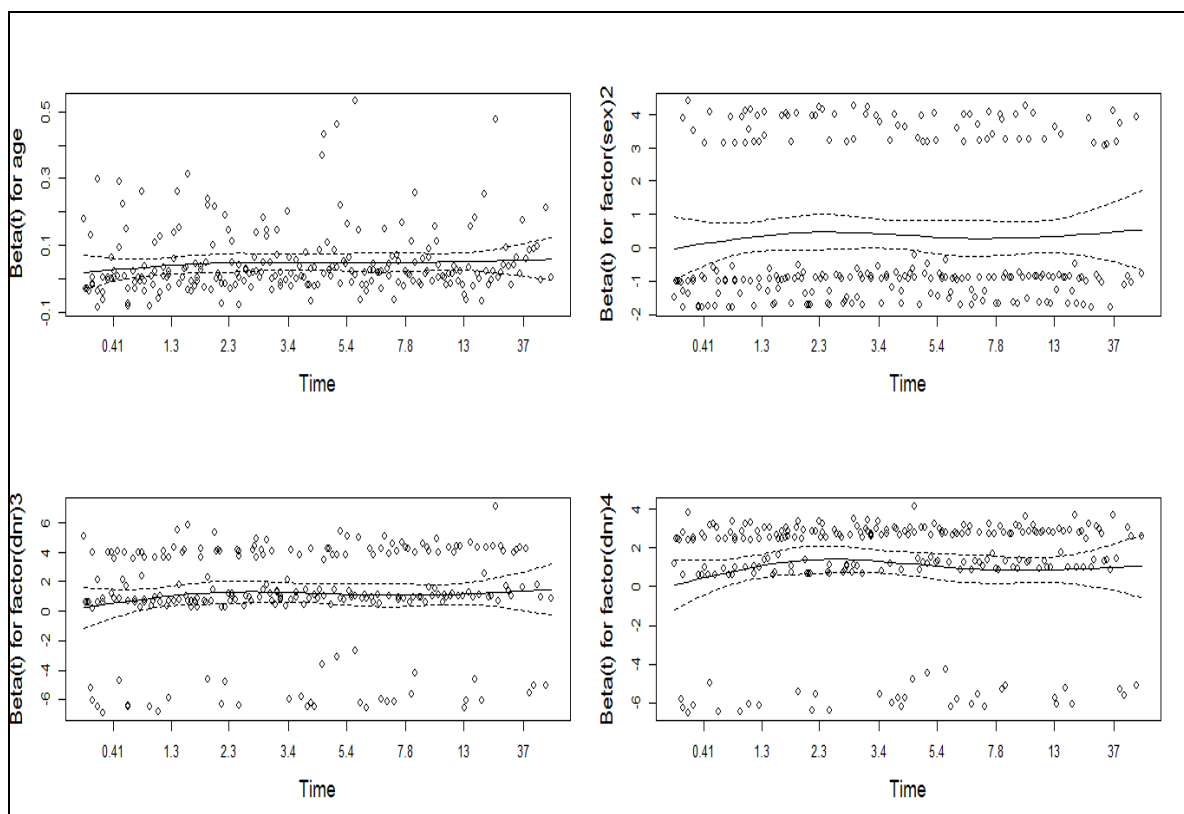 Beta(t) for age
0.5
0.3
0.1
-0.1
0.41 1.3 2.3 3.4 5.4 7.8 13 37
Time
Beta(t) for factor(sex)2
4
3
2
1
0
-1
-2
0.41 1.3 2.3 3.4 5.4 7.8 13 37
Time
Beta(t) for factor(dnr)3
6
4
2
0
-2
-4
-6
0.41 1.3 2.3 3.4 5.4 7.8 13 37
Time
Beta(t) for factor(dnr)4
4
2
0
-2
-4
-6
0.41 1.3 2.3 3.4 5.4 7.8 13 37
Time